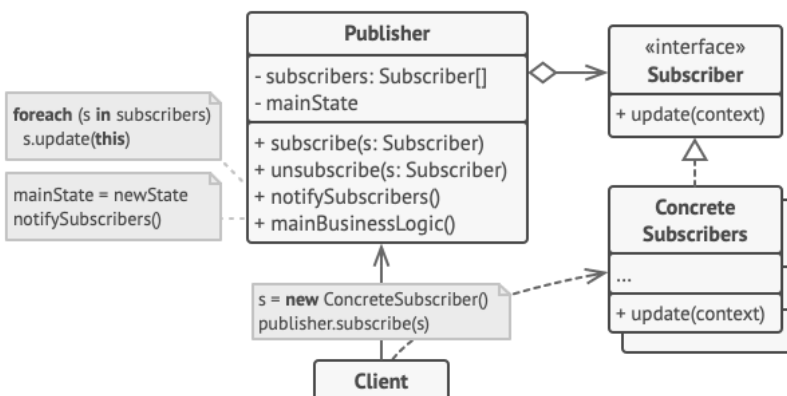 Publisher
- subscribers: Subscriber[]
- mainState
+ subscribe(s: Subscriber)
+ unsubscribe(s: Subscriber)
+ notifySubscribers()
+ mainBusinessLogic()
«interface»
Subscriber
+ update(context)
foreach (s in subscribers)
s.update(this)
mainState = newState
notifySubscribers()
Concrete
Subscribers
...
+ update(context)
s = new ConcreteSubscriber()
publisher.subscribe(s)
Client